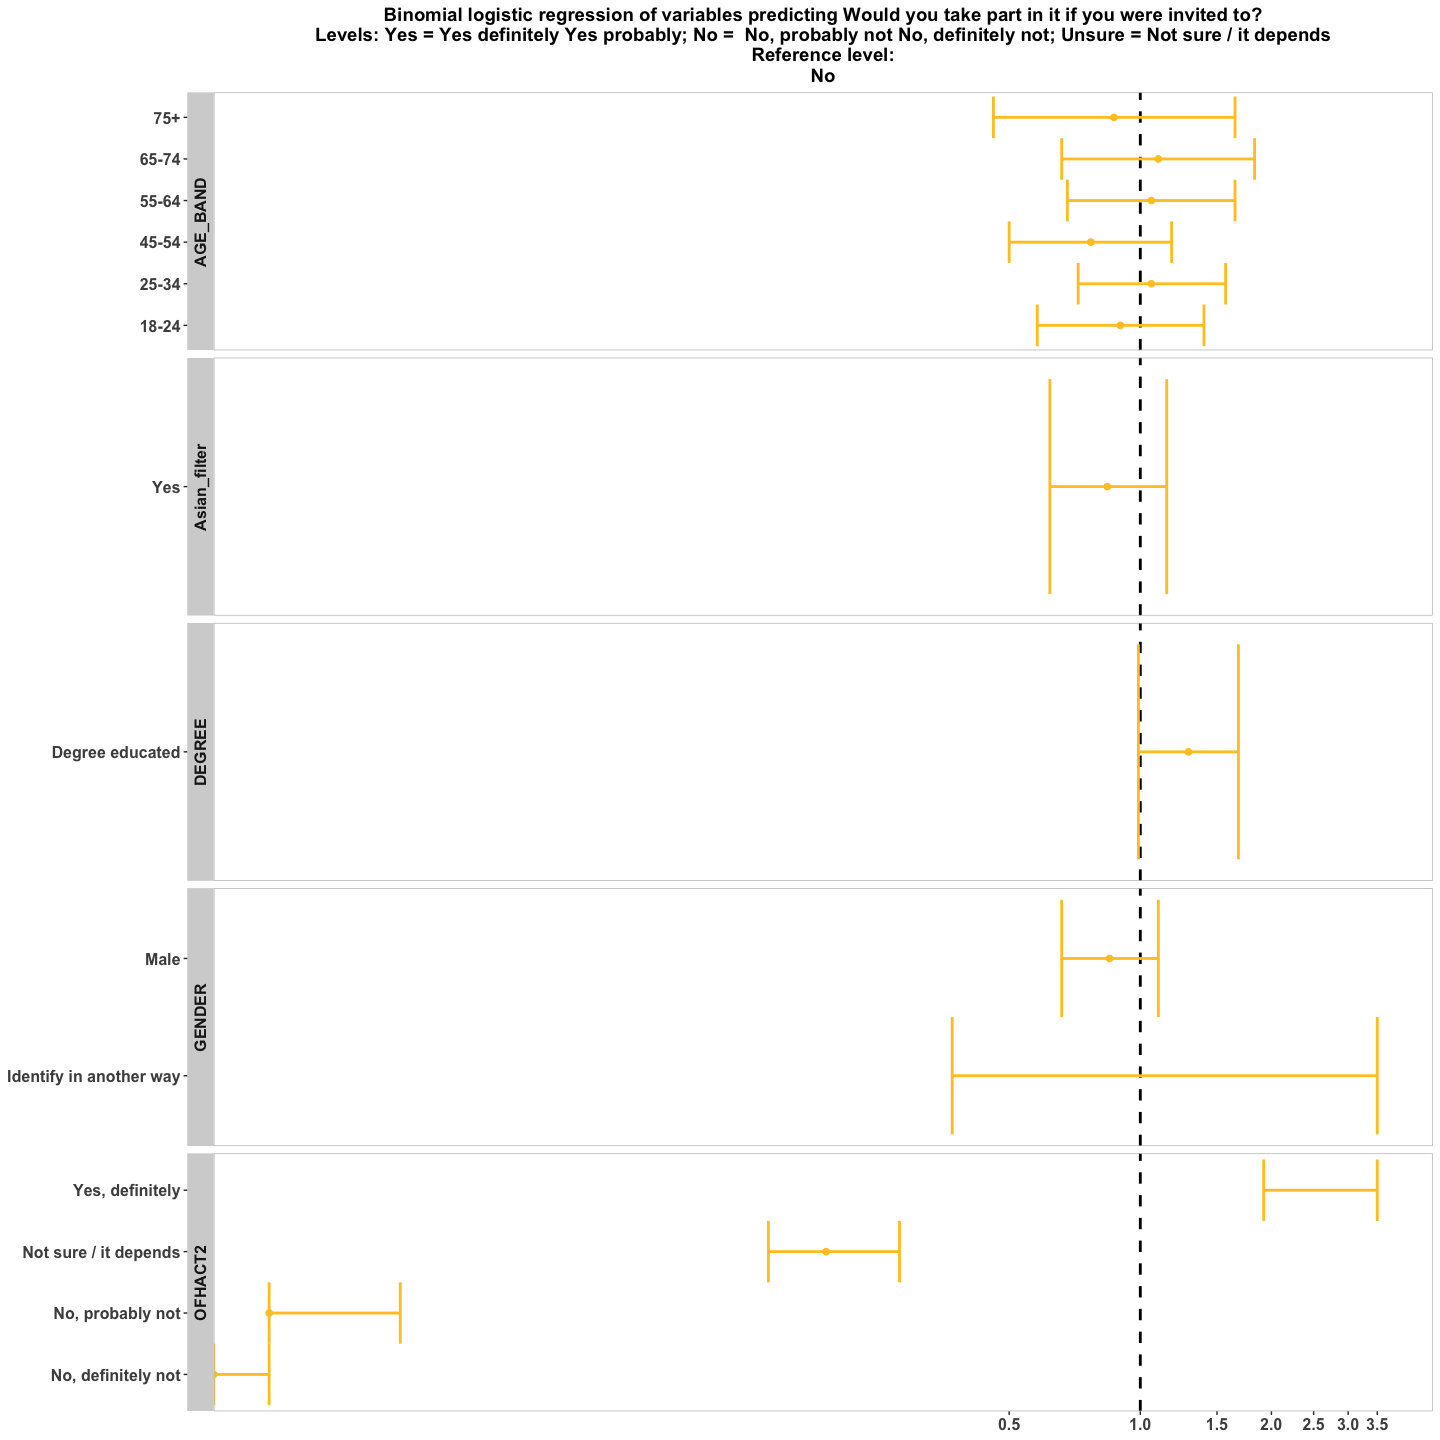 Binomial logistic regression of variables predicting Would you take part in it if you were invited to?
Levels: Yes = Yes definitely Yes probably; No =  No, probably not No, definitely not; Unsure = Not sure / it depends
Reference level:
No
AGE_BAND
75+
65-74
55-64
45-54
25-34
18-24
Asian_filter
Yes
DEGREE
Degree educated
GENDER
Male
Identify in another way
OFHACT2
Yes, definitely
Not sure / it depends
No, probably not
No, definitely not
0.5 1.0 1.5 2.0 2.5 3.0 3.5